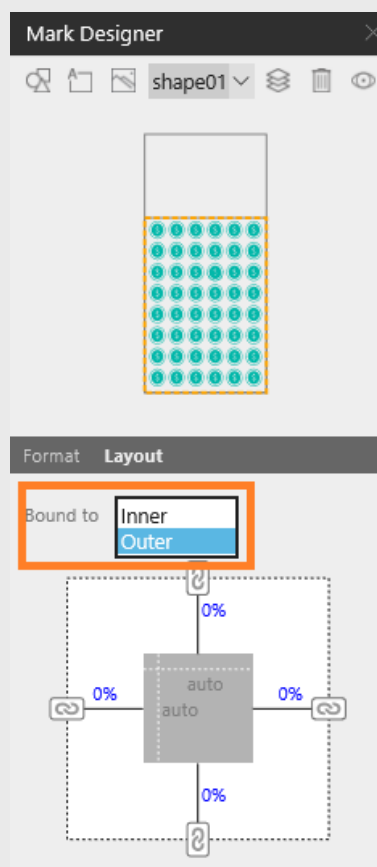 Mark Designer
shape01
Format Layout
Bound to Inner
Outer
0%
auto
0% auto 0%
0%